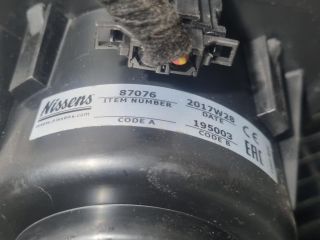 Nissens
www.nissens.com
87076
ITEM NUMBER
CODE A
2017W28
DATE
195003
CODE B
CE
EAC